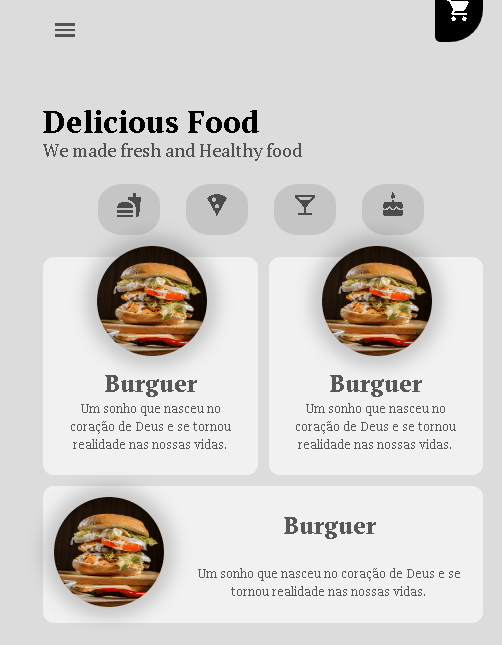 Delicious Food
We made fresh and Healthy food
Burguer
Um sonho que nasceu no
coração de Deus e se tornou
realidade nas nossas vidas.
Burguer
Um sonho que nasceu no
coração de Deus e se tornou
realidade nas nossas vidas.
Burguer
Um sonho que nasceu no coração de Deus e se
tornou realidade nas nossas vidas.